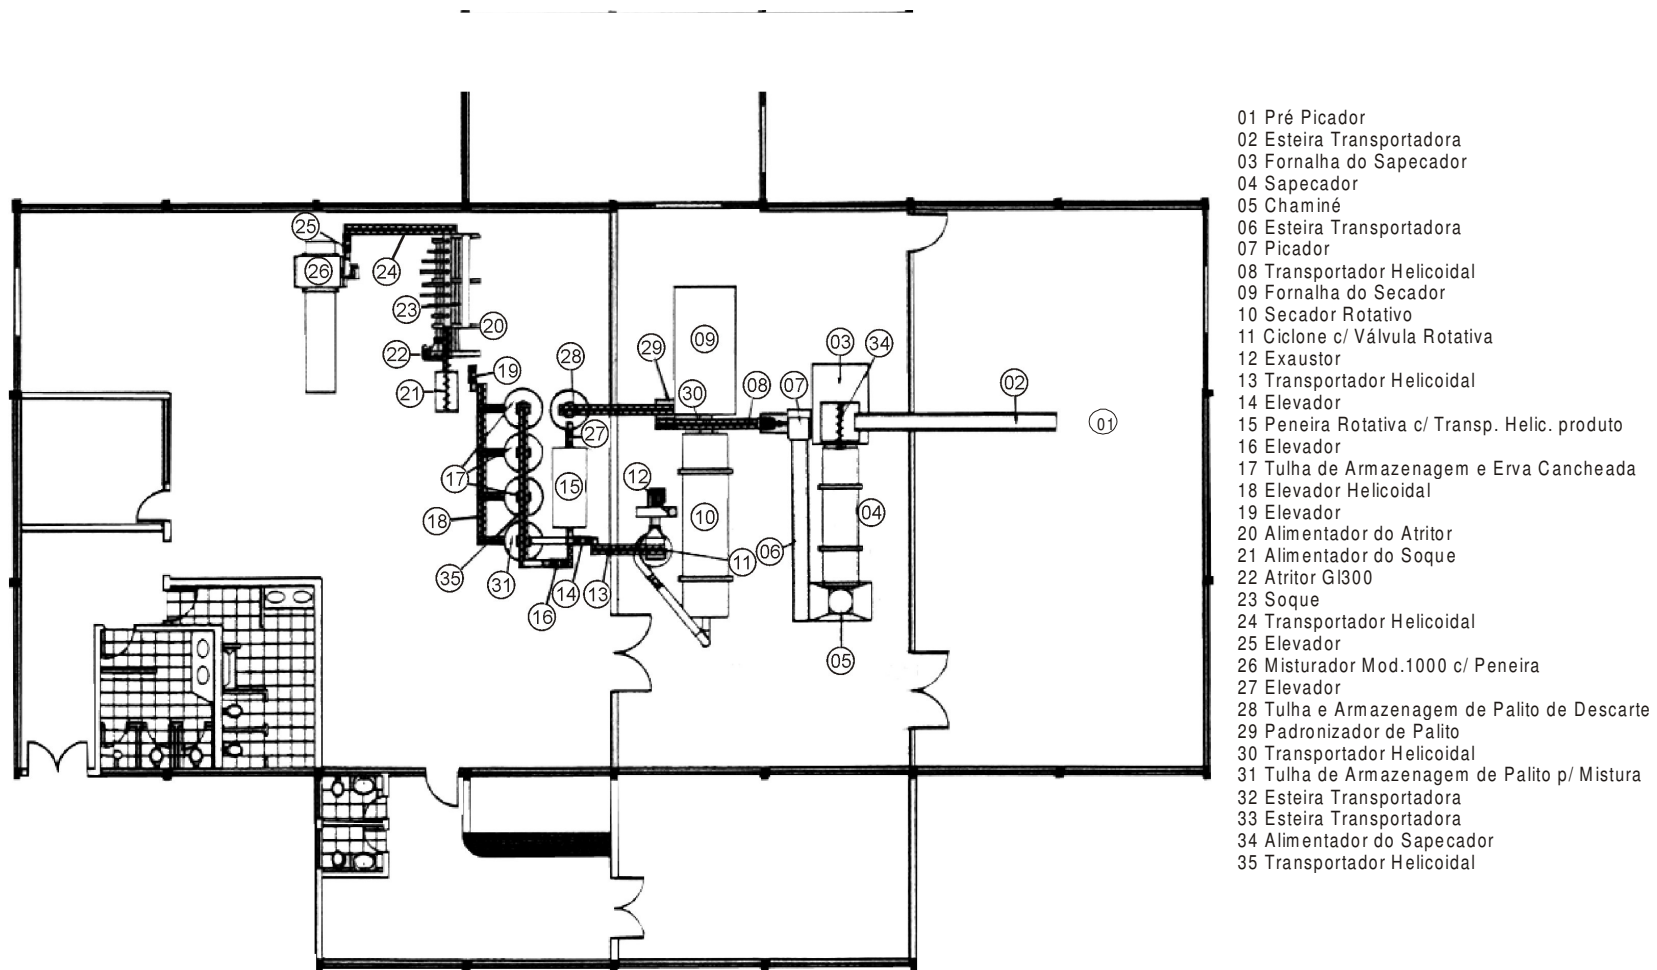 25
26
24
23
20
22
21
19
28
29
09
03
34
30
08
07
02
01
27
17
15
12
18
10
04
06
11
35
31
14
13
16
05
01 Pré Picador
02 Esteira Transportadora
03 Fornalha do Sapecador
04 Sapecador
05 Chaminé
06 Esteira Transportadora
07 Picador
08 Transportador Helicoidal
09 Fornalha do Secador
10 Secador Rotativo
11 Ciclone c/ Válvula Rotativa
12 Exaustor
13 Transportador Helicoidal
14 Elevador
15 Peneira Rotativa c/ Transp. Helic. produto
16 Elevador
17 Tulha de Armazenagem e Erva Cancheada
18 Elevador Helicoidal
19 Elevador
20 Alimentador do Atritor
21 Alimentador do Soque
22 Atritor Gl300
23 Soque
24 Transportador Helicoidal
25 Elevador
26 Misturador Mod.1000 c/ Peneira
27 Elevador
28 Tulha e Armazenagem de Palito de Descarte
29 Padronizador de Palito
30 Transportador Helicoidal
31 Tulha de Armazenagem de Palito p/ Mistura
32 Esteira Transportadora
33 Esteira Transportadora
34 Alimentador do Sapecador
35 Transportador Helicoidal